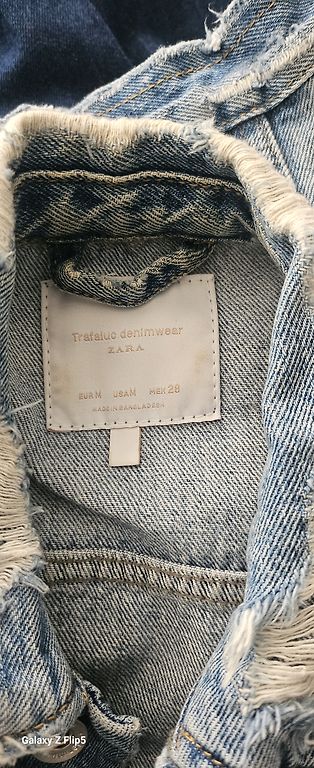 Trafaluc denimwear
ZARA
EUR M USA M MEX 28
MADE IN BANGLADESH
Galaxy Z Flip5